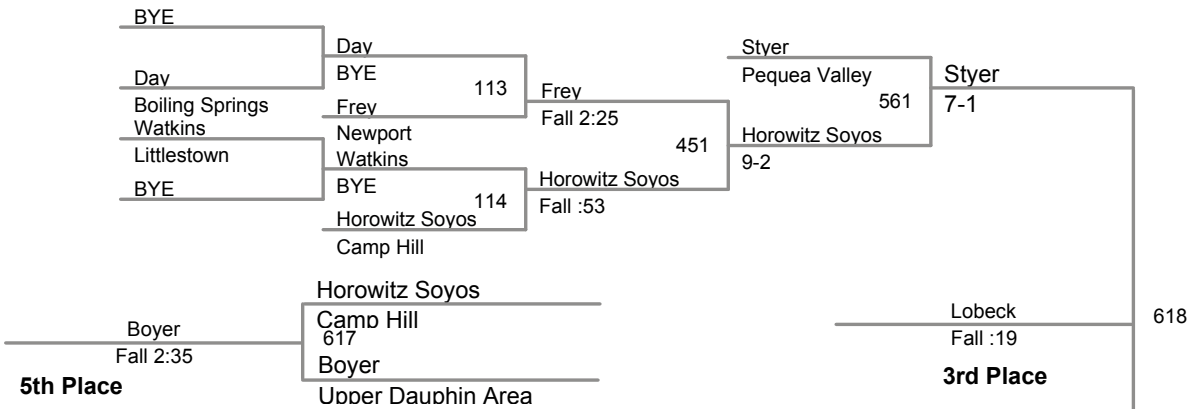 BYE
Day
Boiling Springs
Watkins
Littlestown
BYE
Day
BYE
113
Frey
Newport
Watkins
BYE
114
Horowitz Soyos
Camp Hill
Frey
Fall 2:25
451
Horowitz Soyos
Fall :53
Styer
Pequea Valley
561
Horowitz Soyos
9-2
Styer
7-1
Horowitz Soyos
Camp Hill
617
Boyer
Upper Dauphin Area
Boyer
Fall 2:35
5th Place
Lobeck
Fall :19
3rd Place
618